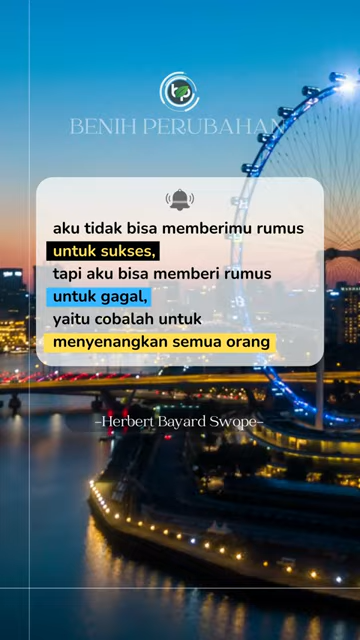 BENIH PERUBAHAN
aku tidak bisa memberimu rumus
untuk sukses,
tapi aku bisa memberi rumus
untuk gagal,
yaitu cobalah untuk
menyenangkan semua orang
-Herbert Bayard Swope-